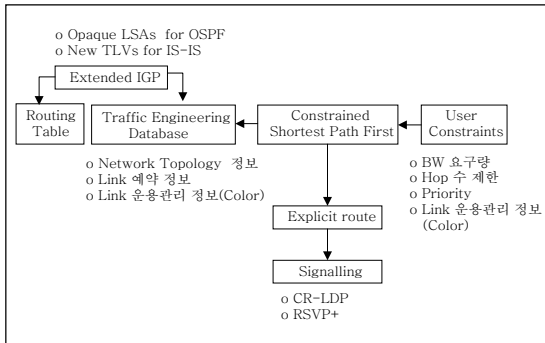 o Opaque LSAs for OSPF
o New TLVs for IS-IS
Extended IGP
Routing
Table
Traffic Engineering
Database
Constrained
Shortest Path First
User
Constraints
o Network Topology 정보
o Link 예약 정보
o Link 운용관리 정보(Color)
o BW 요구량
o Hop 수 제한
o Priority
o Link 운용관리 정보
(Color)
Explicit route
Signalling
o CR-LDP
o RSVP+